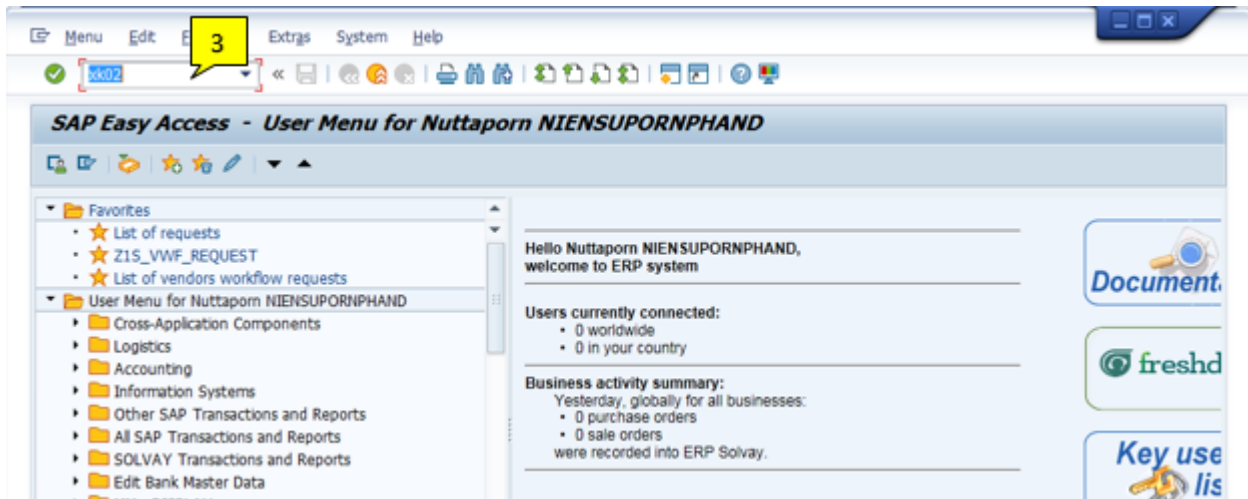 Menu Edit F Extras System Help
3
xk02
SAP Easy Access - User Menu for Nuttaporn NIENSUPORNPHAND
Favorites
List of requests
Z1S_VWF_REQUEST
List of vendors workflow requests
User Menu for Nuttaporn NIENSUPORNPHAND
Cross-Application Components
Logistics
Accounting
Information Systems
Other SAP Transactions and Reports
All SAP Transactions and Reports
SOLVAY Transactions and Reports
Edit Bank Master Data
Hello Nuttaporn NIENSUPORNPHAND,
welcome to ERP system
Users currently connected:
• 0 worldwide
• 0 in your country
Business activity summary:
Yesterday, globally for all businesses:
• 0 purchase orders
• 0 sale orders
were recorded into ERP Solvay.
Document
freshd
Key use
lis